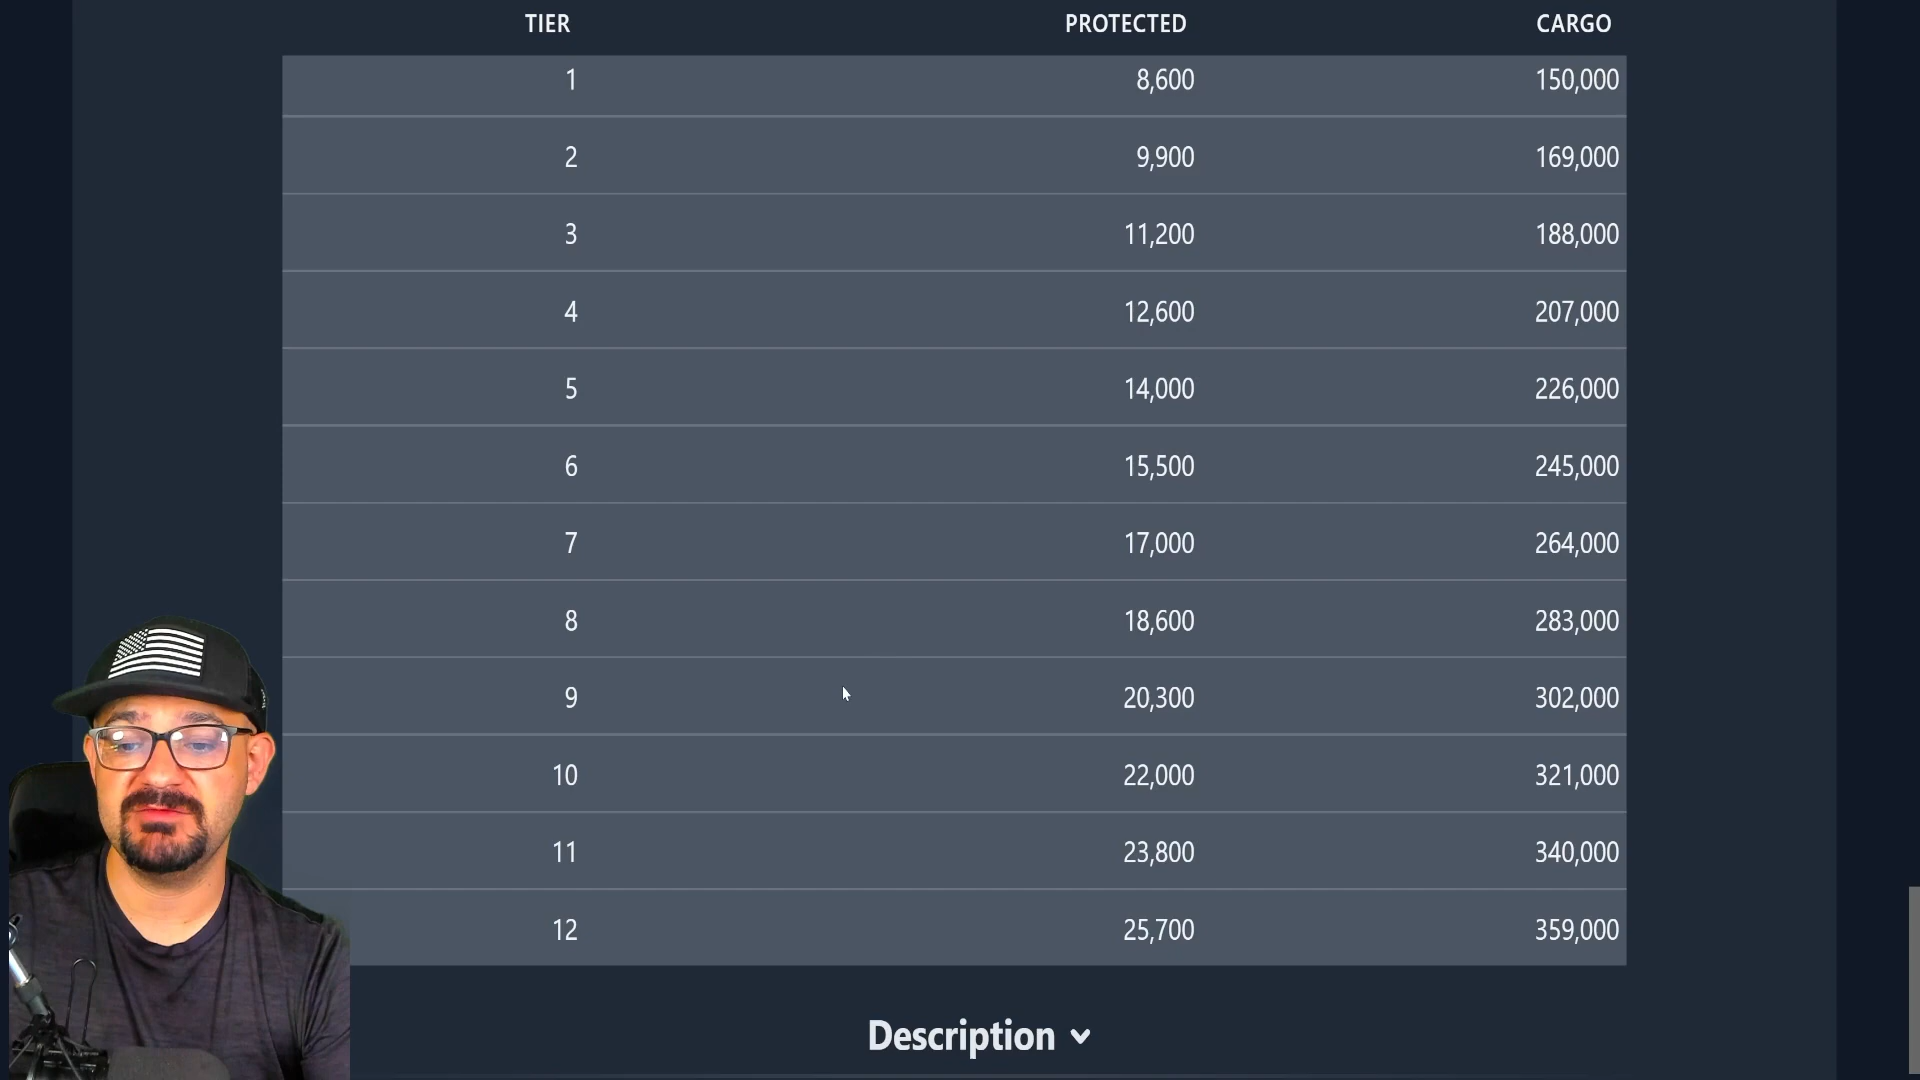 TIER PROTECTED CARGO
1 8,600 150,000
2 9,900 169,000
3 11,200 188,000
4 12,600 207,000
5 14,000 226,000
6 15,500 245,000
7 17,000 264,000
8 18,600 283,000
9 20,300 302,000
10 22,000 321,000
11 23,800 340,000
12 25,700 359,000
Description